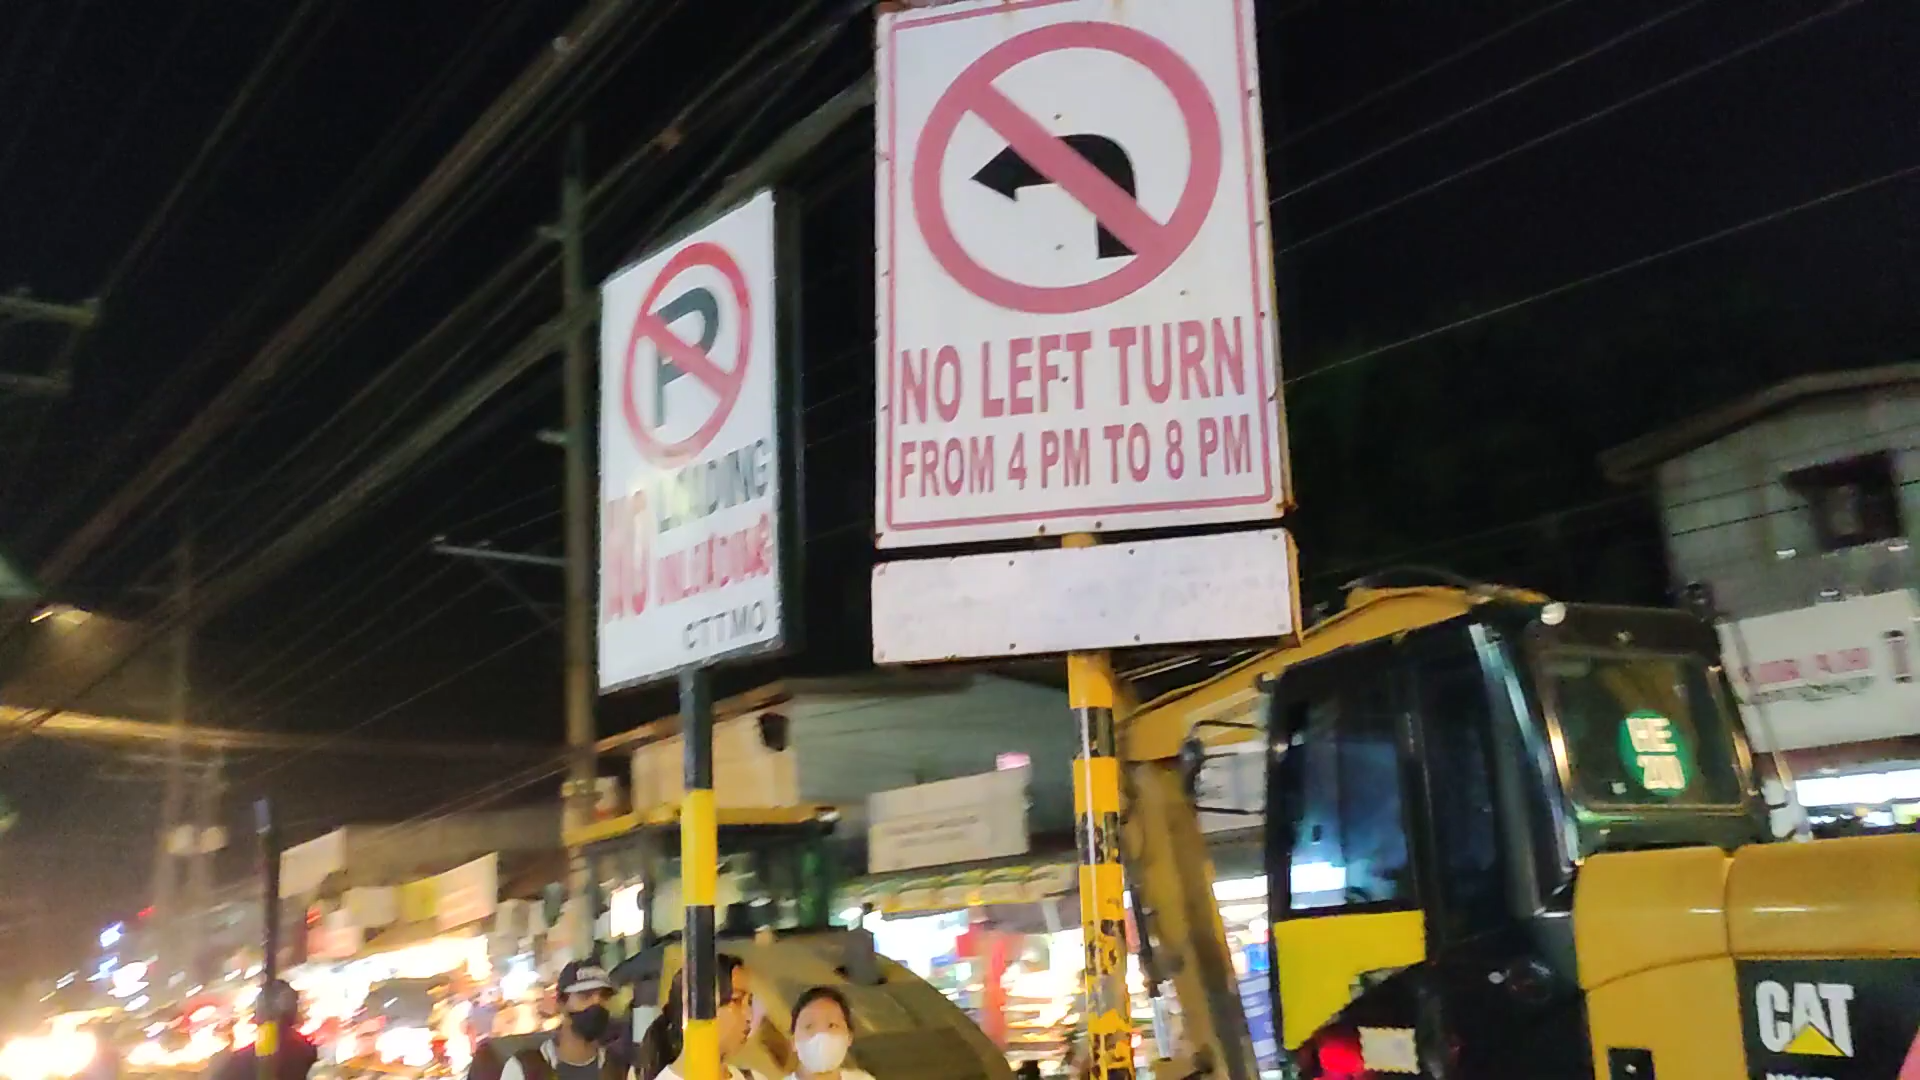 P
NO LOADING
UNLOADING
CTTMO
NO LEFT TURN
FROM 4 PM TO 8 PM
CAT